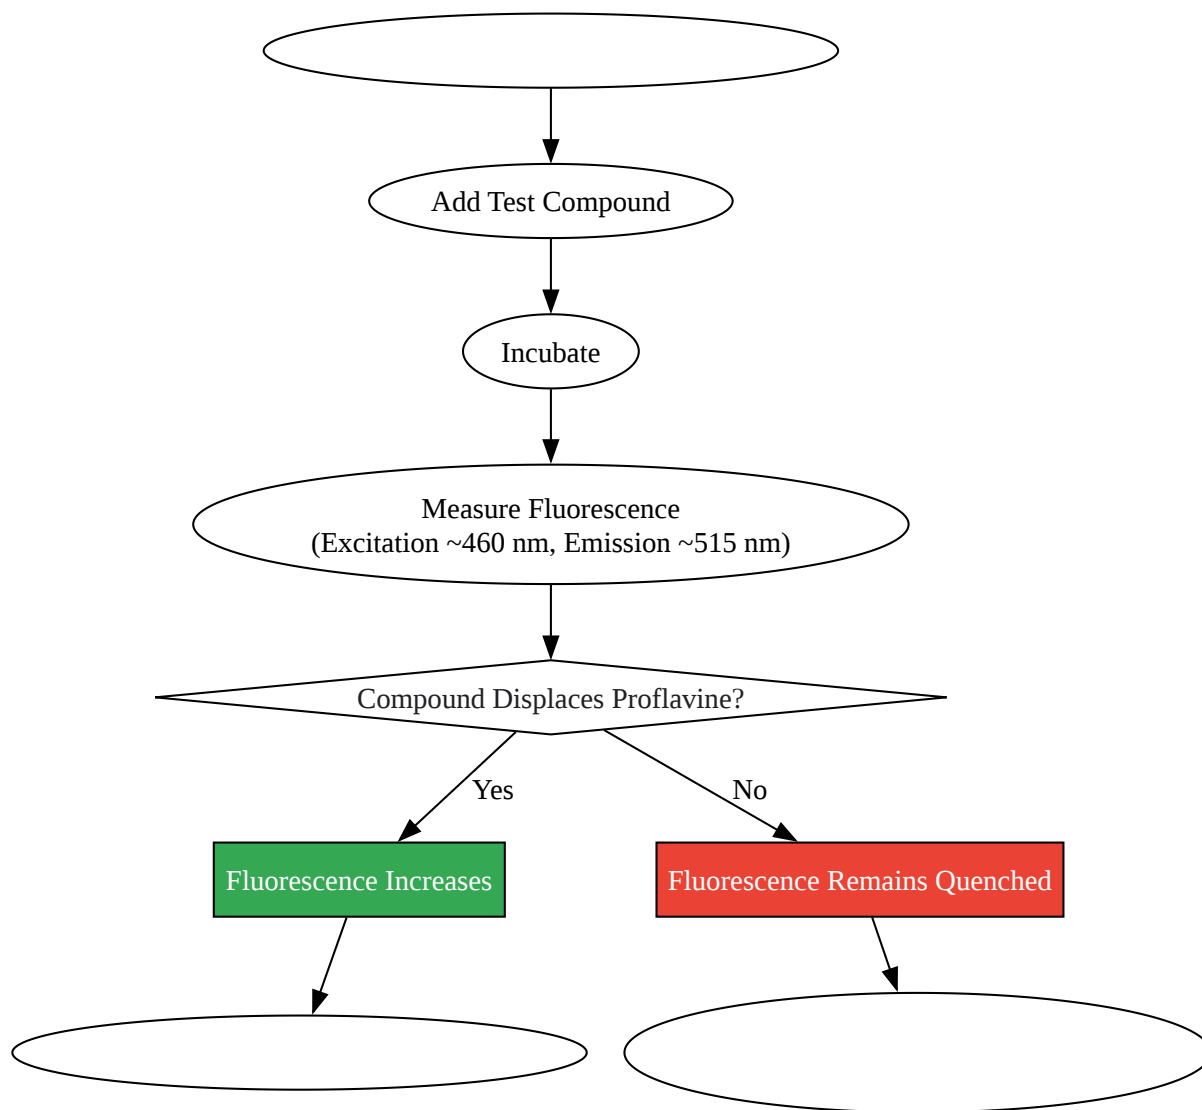 Add Test Compound
Incubate
Measure Fluorescence
(Excitation ~460 nm, Emission ~515 nm)
Compound Displaces Proflavine?
Yes
No
Fluorescence Increases
Fluorescence Remains Quenched